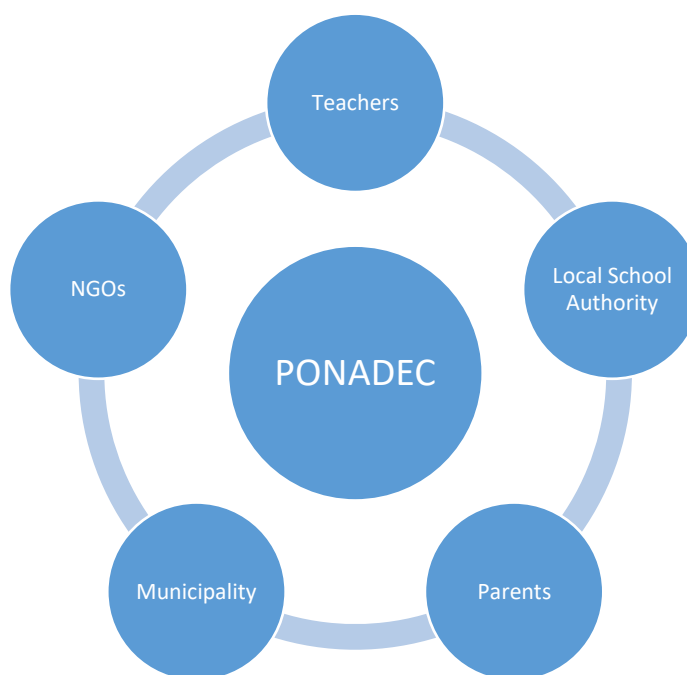 Teachers
Local School
Authority
NGOs
PONADEC
Municipality
Parents